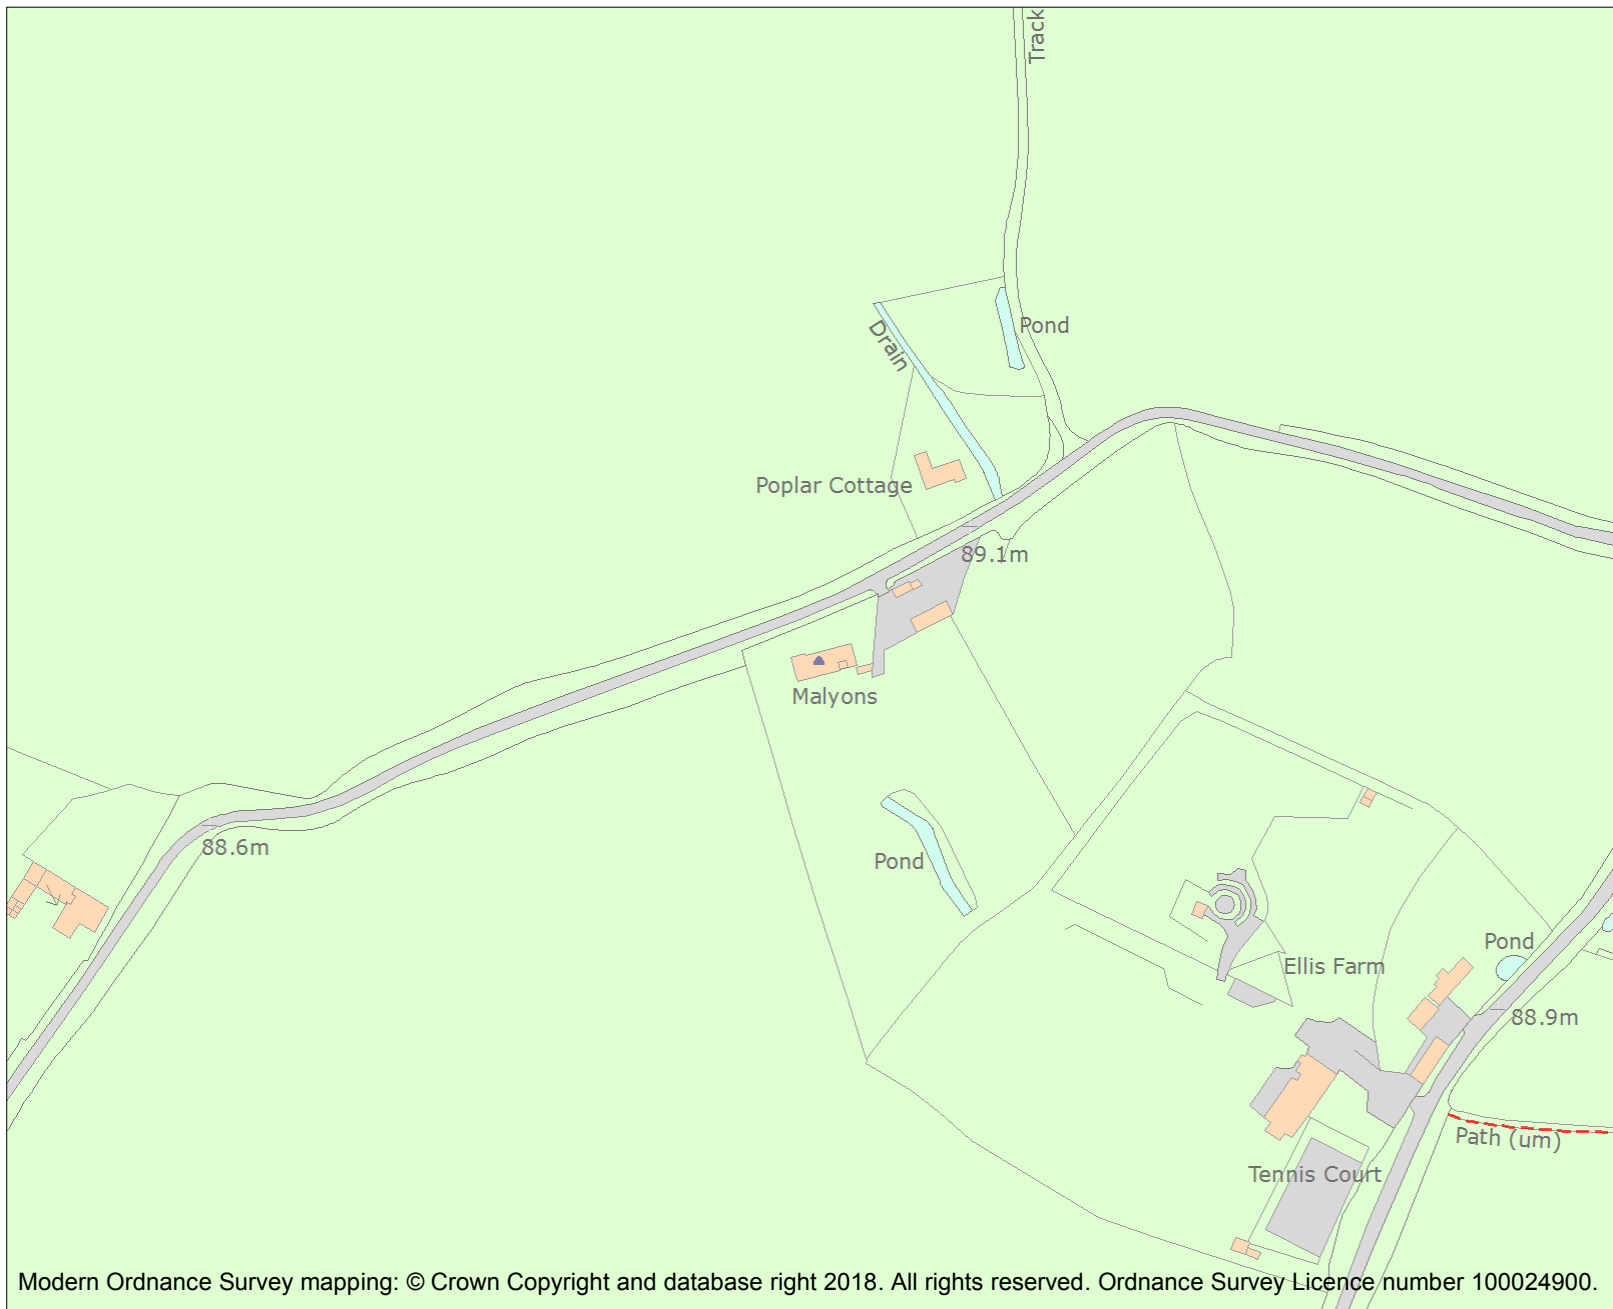 Track
Pond
Drain
Poplar Cottage
89.1m
Malyons
88.6m
Pond
Pond
Ellis Farm
88.9m
Path (um)
Tennis Court
Modern Ordnance Survey mapping: © Crown Copyright and database right 2018. All rights reserved. Ordnance Survey Licence number 100024900.